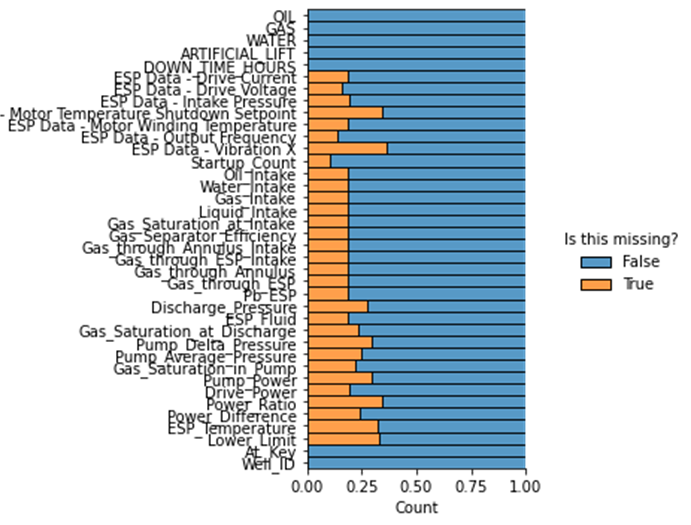 OIL
GAS
WATER
ARTIFICIAL_LIFT
DOWN_TIME_HOURS
ESP Data - Drive Current
ESP Data - Drive Voltage
ESP Data - Intake Pressure
- Motor Temperature Shutdown Setpoint
ESP Data - Motor Winding Temperature
ESP Data - Output Frequency
ESP Data - Vibration X
Startup_Count
Oil_Intake
Water_Intake
Gas_Intake
Liquid_Intake
Gas_Saturation_at_Intake
Gas_Separator_Efficiency
Gas_through_Annulus_Intake
Gas_through_ESP_Intake
Gas_through_Annulus
Gas_through_ESP
Pb_ESP
Discharge_Pressure
ESP_Fluid
Gas_Saturation_at_Discharge
Pump_Delta_Pressure
Pump_Average_Pressure
Gas_Saturation_in_Pump
Pump_Power
Drive_Power
Power_Ratio
Power_Difference
ESP_Temperature
Lower_Limit
AL_Key
Well_ID
0.00 0.25 0.50 0.75 1.00
Count
Is this missing?
False
True